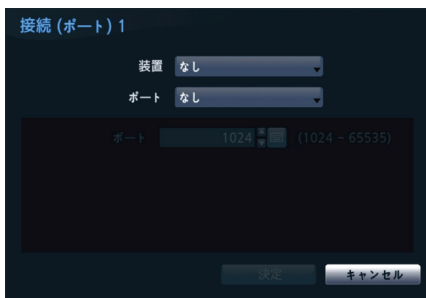 接続 (ポート) 1
装置 なし
ポート なし
ポート 1024 (1024 ~ 65535)
決定 キャンセル